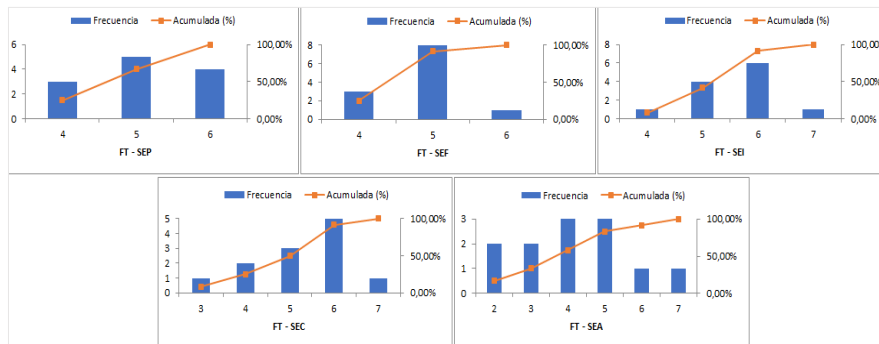 Frecuencia Acumulada (%)
6 100,00%
4
50,00%
2
0 0,00%
4 5 6
FT - SEP
Frecuencia Acumulada (%)
8 100,00%
6
4 50,00%
2
0 0,00%
4 5 6
FT - SEF
Frecuencia Acumulada (%)
8 100,00%
6
4 50,00%
2
0 0,00%
4 5 6 7
FT - SEI
Frecuencia Acumulada (%)
5 100,00%
4
3
50,00%
2
1
0 0,00%
3 4 5 6 7
FT - SEC
Frecuencia Acumulada (%)
3 100,00%
2
50,00%
1
0 0,00%
2 3 4 5 6 7
FT - SEA